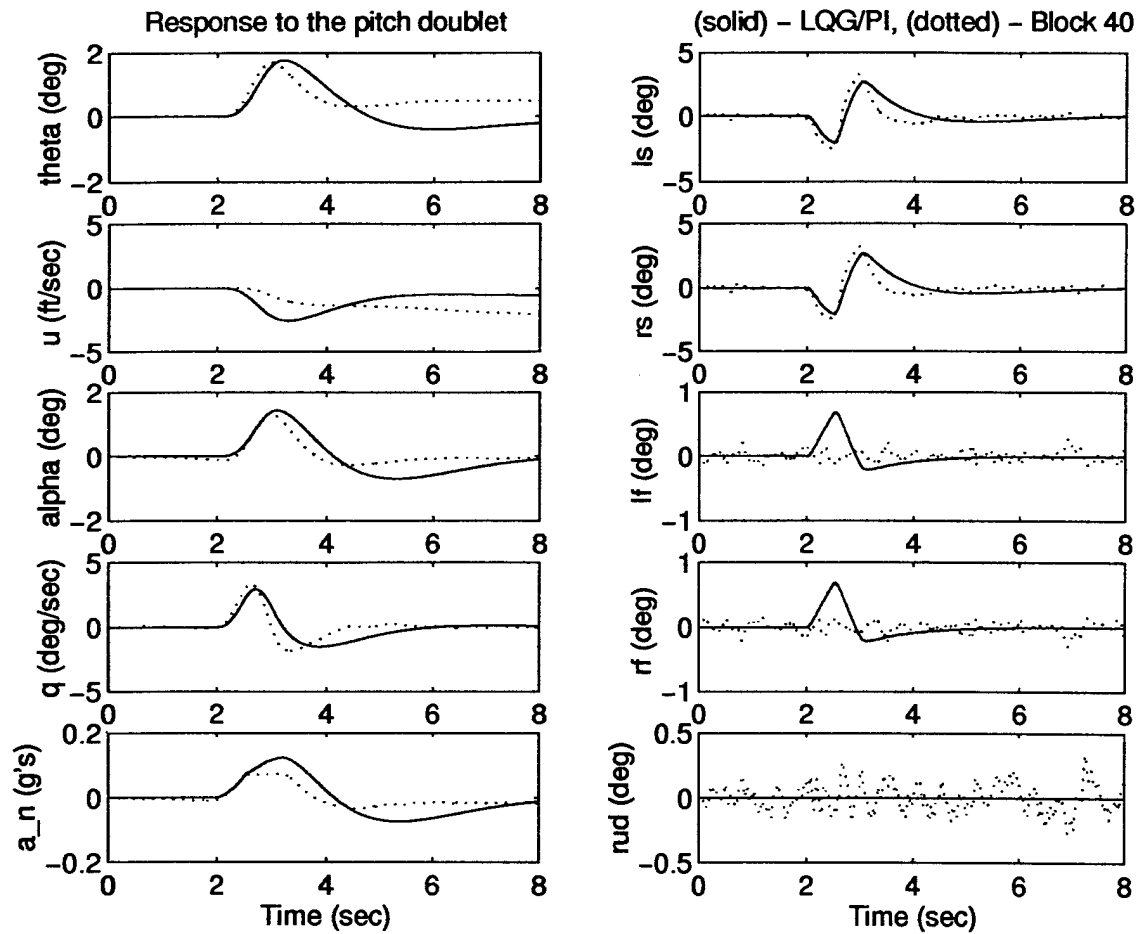 Response to the pitch doublet
(solid) – LQG/PI, (dotted) – Block 40
theta (deg)
2
0
−2
0 2 4 6 8
u (ft/sec)
5
0
−5
0 2 4 6 8
alpha (deg)
2
0
−2
0 2 4 6 8
q (deg/sec)
5
0
−5
0 2 4 6 8
a_n (g's)
0.2
0
−0.2
0 2 4 6 8
Time (sec)
ls (deg)
5
0
−5
0 2 4 6 8
rs (deg)
5
0
−5
0 2 4 6 8
lf (deg)
1
0
−1
0 2 4 6 8
rf (deg)
1
0
−1
0 2 4 6 8
rud (deg)
0.5
0
−0.5
0 2 4 6 8
Time (sec)